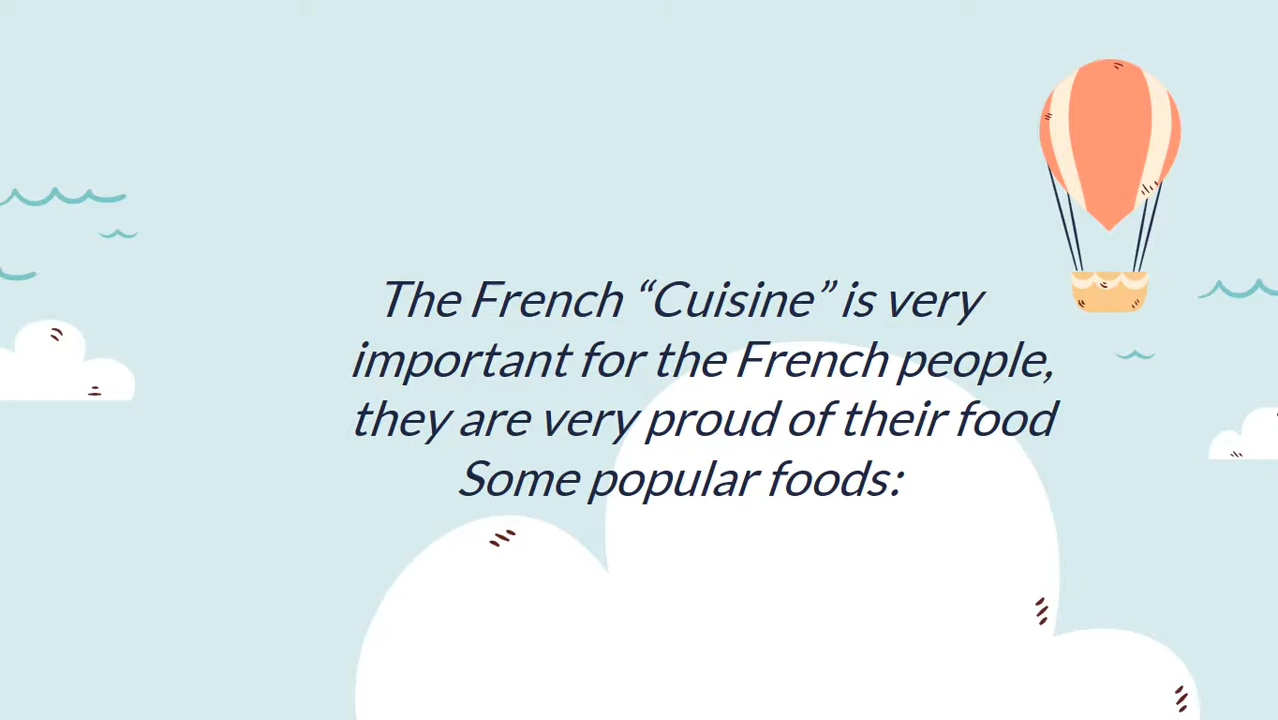 The French “Cuisine” is very
important for the French people,
they are very proud of their food
Some popular foods: